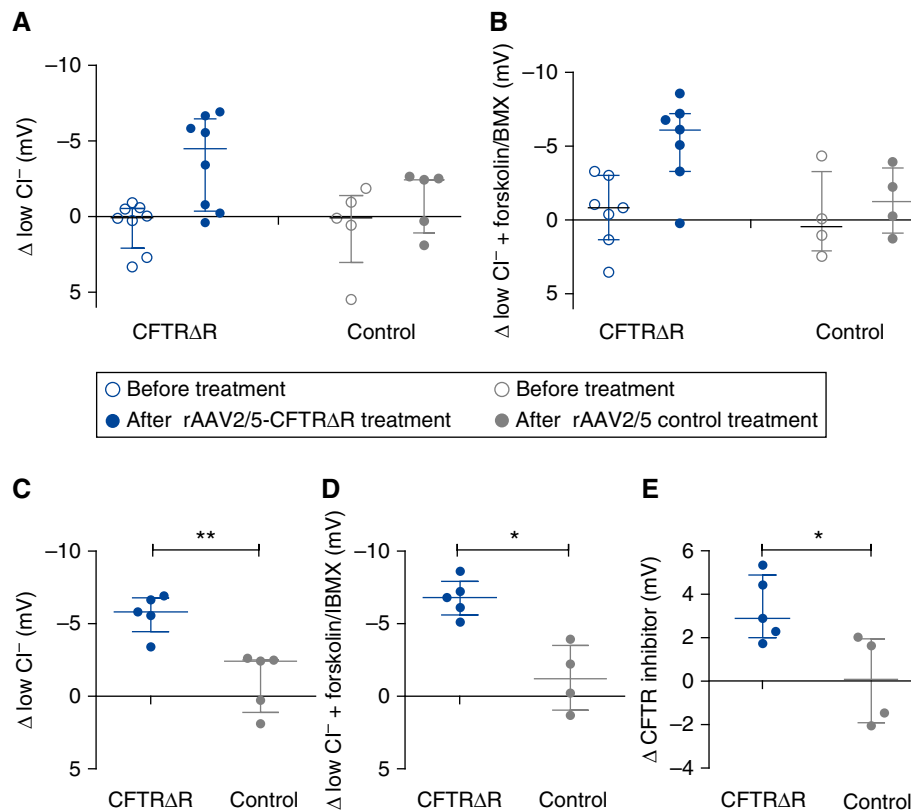 A
Δ low Cl⁻ (mV)
–10
–5
0
5
CFTRΔR
Control
B
Δ low Cl⁻ + forskolin/BMX (mV)
–10
–5
0
5
CFTRΔR
Control
Before treatment
Before treatment
After rAAV2/5-CFTRΔR treatment
After rAAV2/5 control treatment
C
Δ low Cl⁻ (mV)
–10
–5
0
5
**
CFTRΔR
Control
D
Δ low Cl⁻ + forskolin/IBMX (mV)
–10
–5
0
5
*
CFTRΔR
Control
E
Δ CFTR inhibitor (mV)
6
4
2
0
–2
–4
*
CFTRΔR
Control